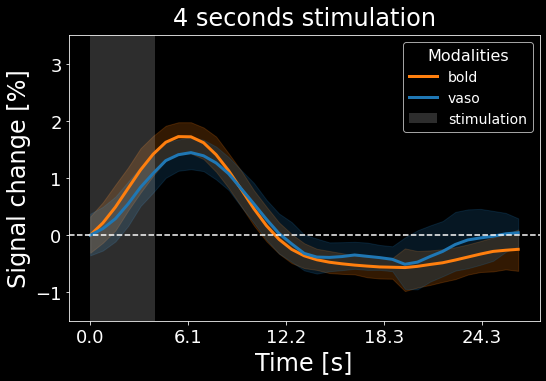 4 seconds stimulation
Signal change [%]
3
2
1
0
−1
Modalities
bold
vaso
stimulation
0.0 6.1 12.2 18.3 24.3
Time [s]